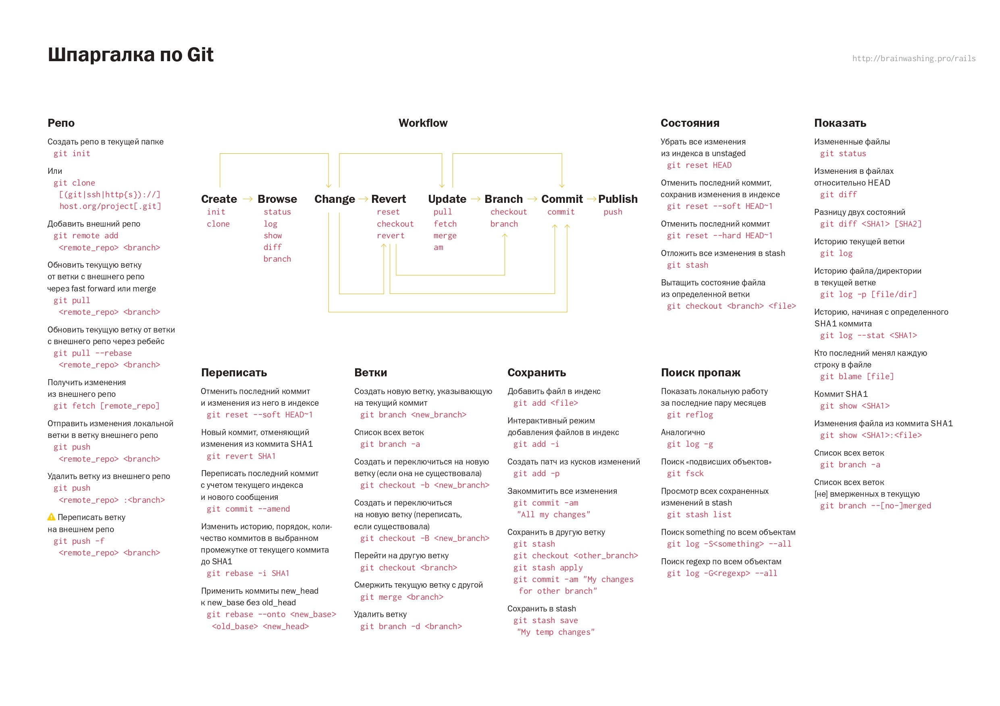 Шпаргалка по Git
http://brainwashing.pro/rails
Репо
Создать репо в текущей папке
git init
Или
git clone
[(git|ssh|http{s})://]
host.org/project[.git]
Добавить внешний репо
git remote add
<remote_repo> <branch>
Обновить текущую ветку
от ветки с внешнего репо
через fast forward или merge
git pull
<remote_repo> <branch>
Обновить текущую ветку от ветки
с внешнего репо через ребейс
git pull --rebase
<remote_repo> <branch>
Получить изменения
из внешнего репо
git fetch [remote_repo]
Отправить изменения локальной
ветки в ветку внешнего репо
git push
<remote_repo> <branch>
Удалить ветку из внешнего репо
git push
<remote_repo> :<branch>
Переписать ветку
на внешнем репо
git push -f
<remote_repo> <branch>
Workflow
Create → Browse Change → Revert Update → Branch → Commit → Publish
init
clone
status
log
show
diff
branch
reset
checkout
revert
pull
fetch
merge
am
checkout
branch
commit
push
Состояния
Убрать все изменения
из индекса в unstaged
git reset HEAD
Отменить последний коммит,
сохранив изменения в индексе
git reset --soft HEAD~1
Отменить последний коммит
git reset --hard HEAD~1
Отложить все изменения в stash
git stash
Вытащить состояние файла
из определенной ветки
git checkout <branch> <file>
Показать
Измененные файлы
git status
Изменения в файлах
относительно HEAD
git diff
Разницу двух состояний
git diff <SHA1> [SHA2]
Историю текущей ветки
git log
Историю файла/директории
в текущей ветке
git log -p [file/dir]
Историю, начиная с определенного
SHA1 коммита
git log --stat <SHA1>
Кто последний менял каждую
строку в файле
git blame [file]
Коммит SHA1
git show <SHA1>
Изменения файла из коммита SHA1
git show <SHA1>:<file>
Список всех веток
git branch -a
Список всех веток
[не] вмерженных в текущую
git branch --[no-]merged
Переписать
Отменить последний коммит
и изменения из него в индексе
git reset --soft HEAD~1
Новый коммит, отменяющий
изменения из коммита SHA1
git revert SHA1
Переписать последний коммит
с учетом текущего индекса
и нового сообщения
git commit --amend
Изменить историю, порядок, коли-
чество коммитов в выбранном
промежутке от текущего коммита
до SHA1
git rebase -i SHA1
Применить коммиты new_head
к new_base без old_head
git rebase --onto <new_base>
<old_base> <new_head>
Ветки
Создать новую ветку, указывающую
на текущий коммит
git branch <new_branch>
Список всех веток
git branch -a
Создать и переключиться на новую
ветку (если она не существовала)
git checkout -b <new_branch>
Создать и переключиться
на новую ветку (переписать,
если существовала)
git checkout -B <new_branch>
Перейти на другую ветку
git checkout <branch>
Смержить текущую ветку с другой
git merge <branch>
Удалить ветку
git branch -d <branch>
Сохранить
Добавить файл в индекс
git add <file>
Интерактивный режим
добавления файлов в индекс
git add -i
Создать патч из кусков изменений
git add -p
Закоммитить все изменения
git commit -am
"All my changes"
Сохранить в другую ветку
git stash
git checkout <other_branch>
git stash apply
git commit -am "My changes
for other branch"
Сохранить в stash
git stash save
"My temp changes"
Поиск пропаж
Показать локальную работу
за последние пару месяцев
git reflog
Аналогично
git log -g
Поиск «подвисших объектов»
git fsck
Просмотр всех сохраненных
изменений в stash
git stash list
Поиск something по всем объектам
git log -S<something> --all
Поиск regexp по всем объектам
git log -G<regexp> --all